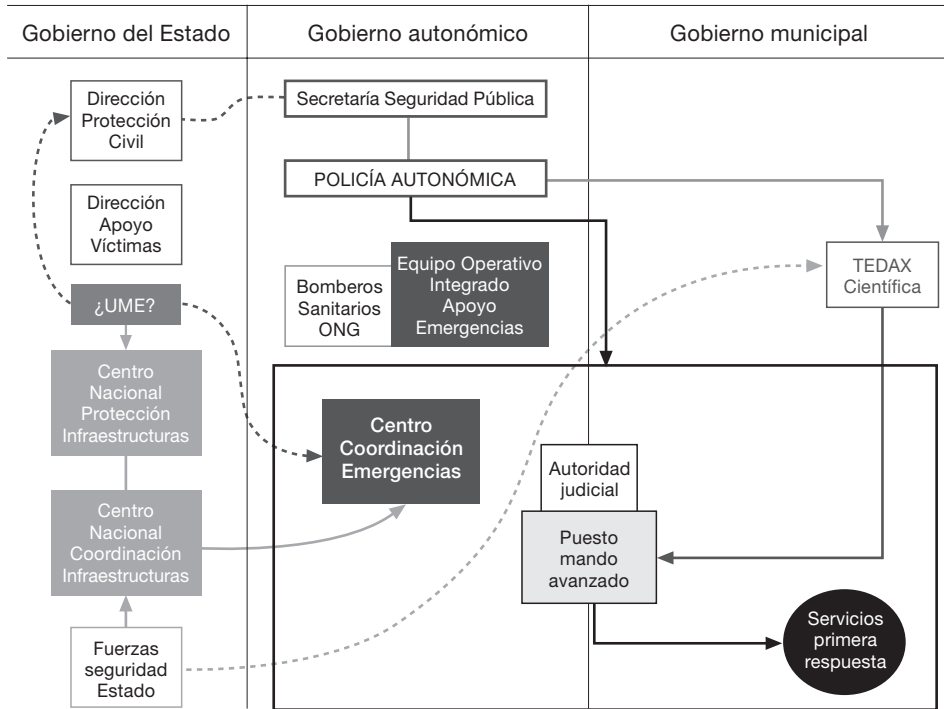 Gobierno del Estado
Gobierno autonómico
Gobierno municipal
Dirección
Protección
Civil
Secretaría Seguridad Pública
POLICÍA AUTONÓMICA
Dirección
Apoyo
Víctimas
Bomberos
Sanitarios
ONG
Equipo Operativo
Integrado
Apoyo
Emergencias
TEDAX
Científica
¿UME?
Centro
Nacional
Protección
Infraestructuras
Centro
Coordinación
Emergencias
Autoridad
judicial
Centro
Nacional
Coordinación
Infraestructuras
Puesto
mando
avanzado
Fuerzas
seguridad
Estado
Servicios
primera
respuesta